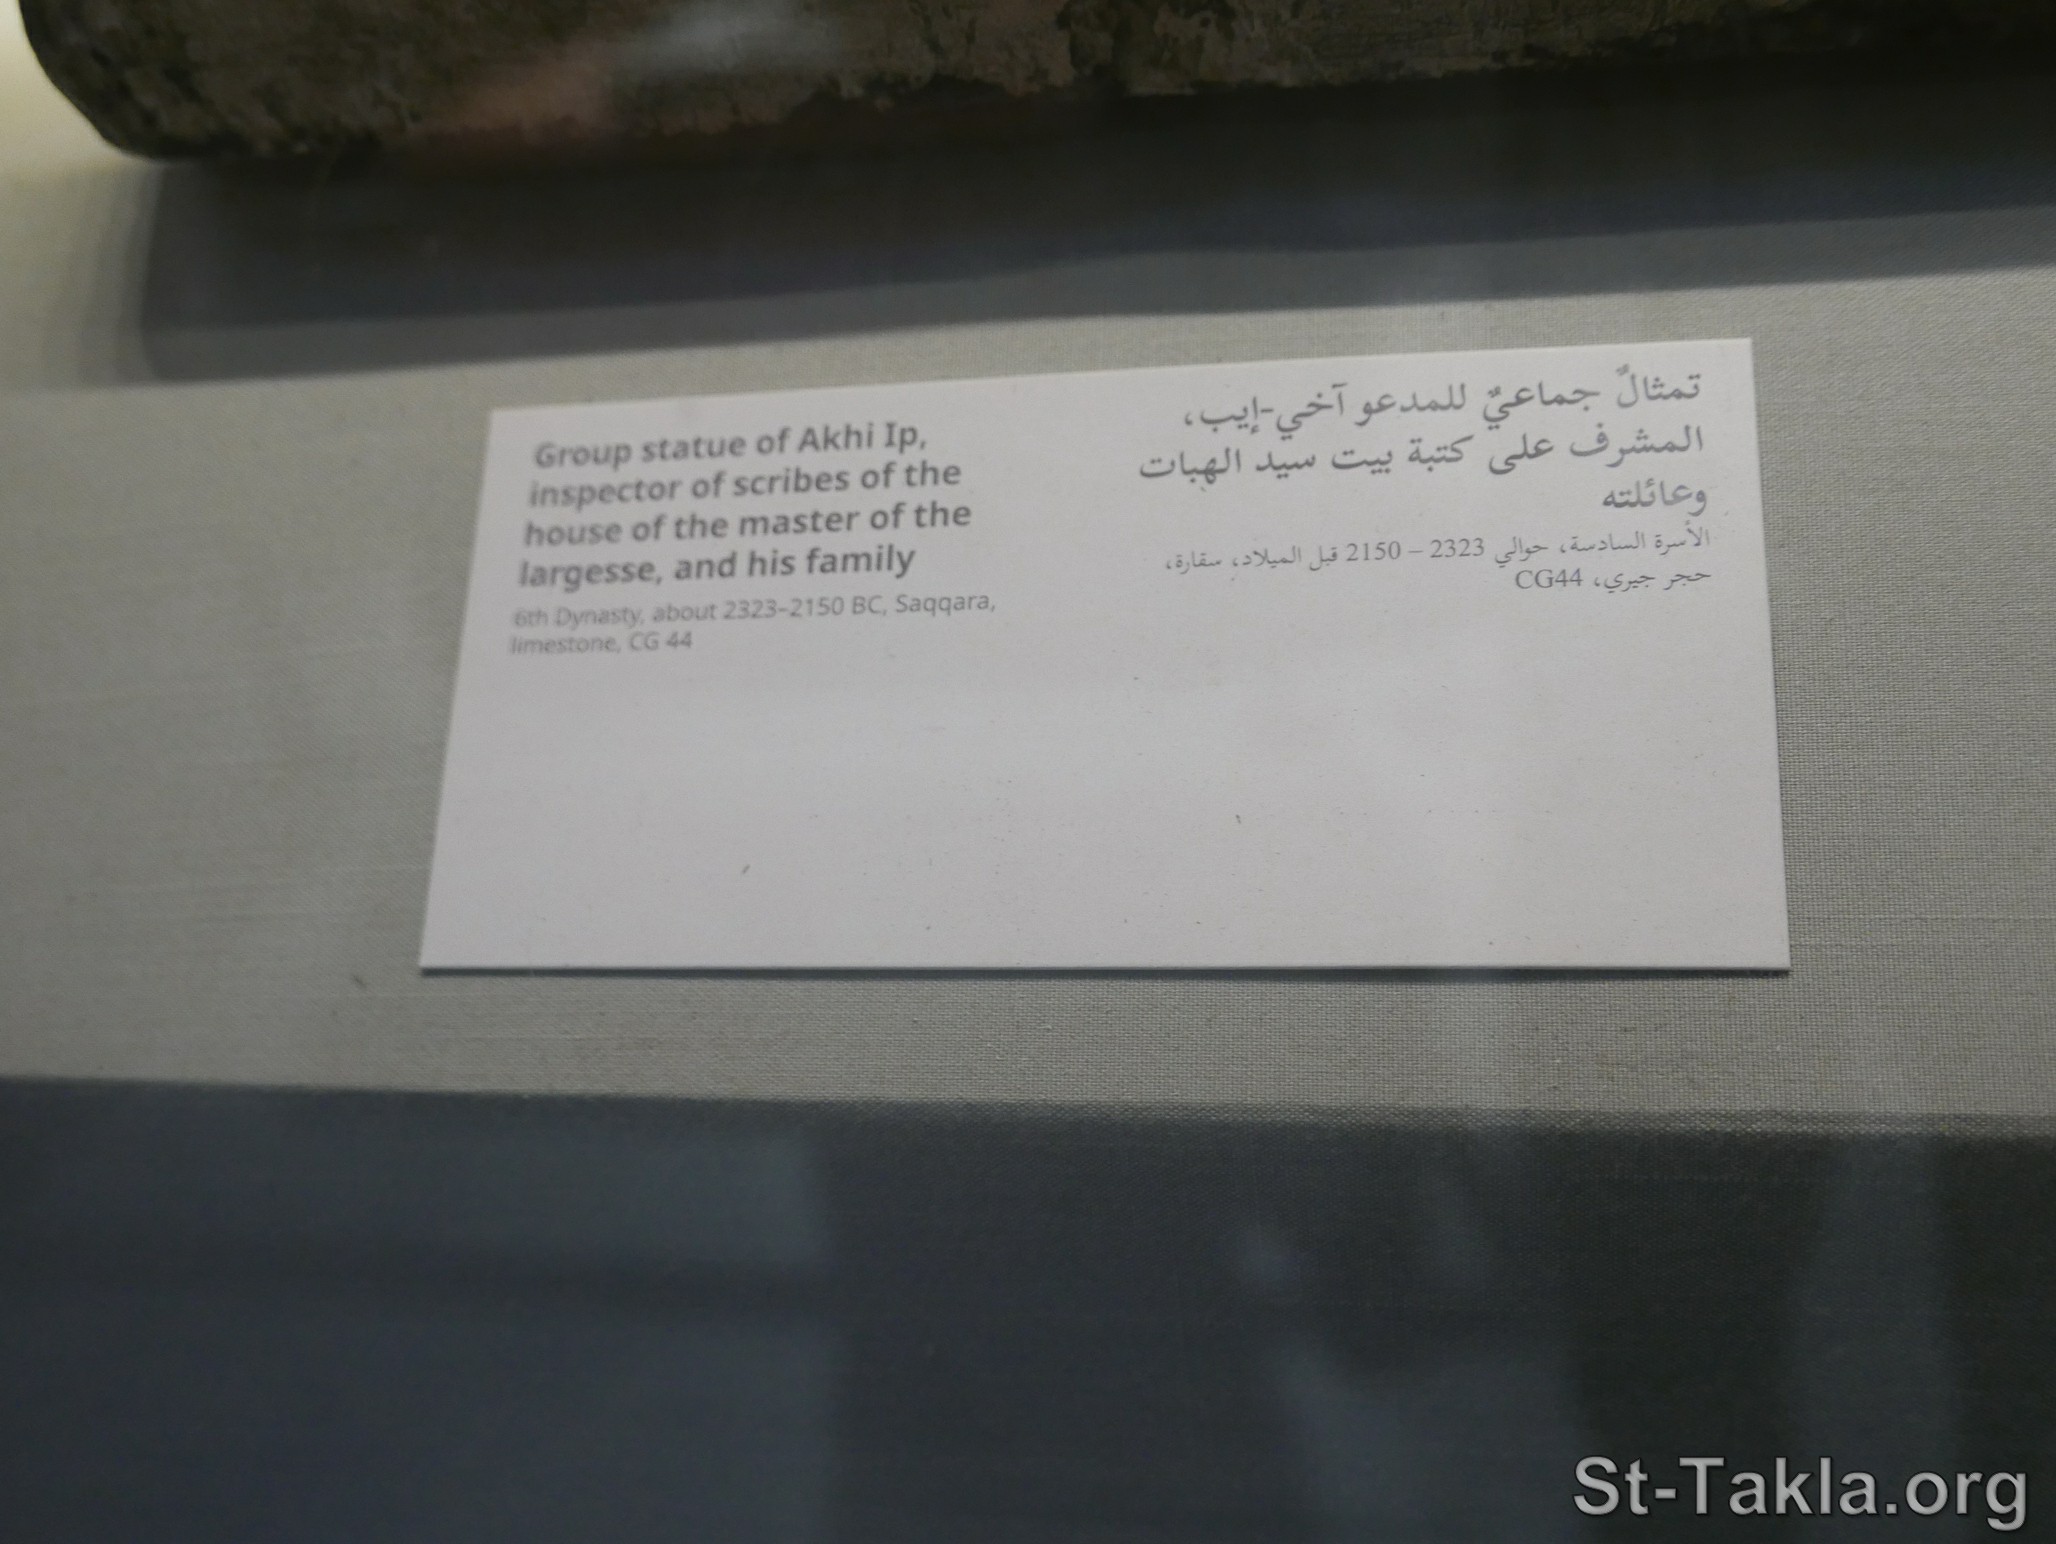 Group statue of Akhi Ip,
inspector of scribes of the
house of the master of the
largesse, and his family
6th Dynasty, about 2323–2150 BC, Saqqara,
limestone, CG 44
تمثالٌ جماعيٌ للمدعو آخي-إيب،
المشرف على كتبة بيت سيد الهبات
وعائلته
الأسرة السادسة، حوالي 2323 – 2150 قبل الميلاد، سقارة،
حجر جيري، CG44
St-Takla.org